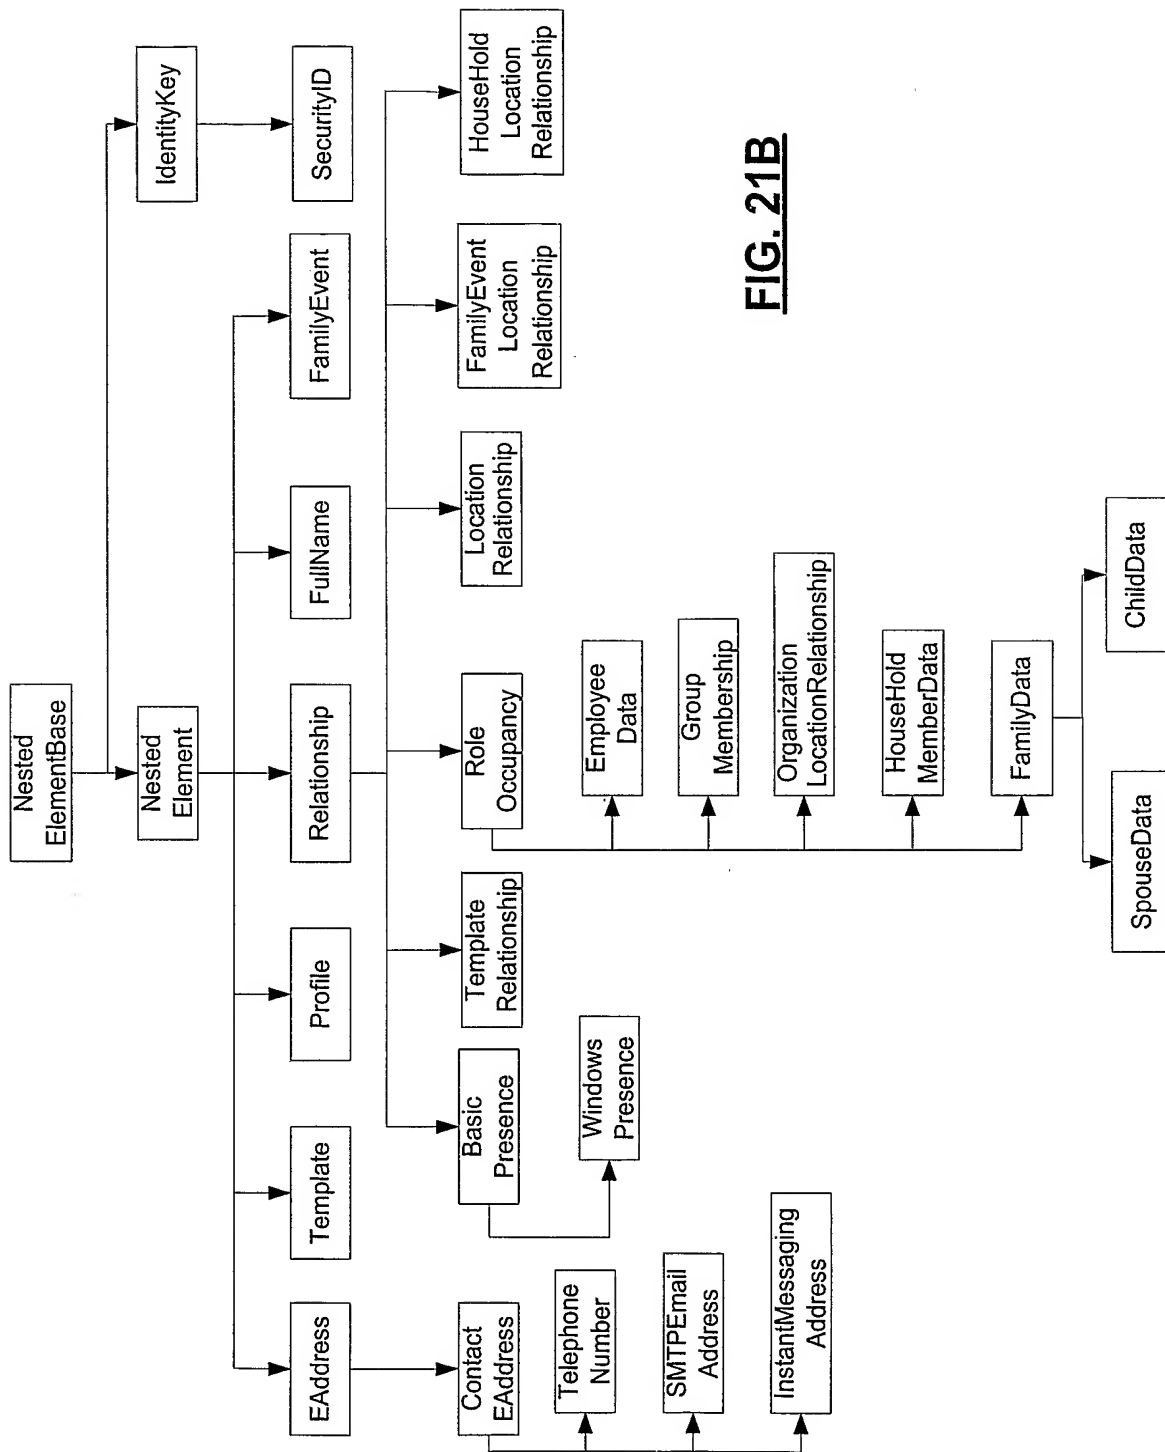 Nested
ElementBase
Nested
Element
IdentityKey
EAddress
Template
Profile
Relationship
FullName
FamilyEvent
SecurityID
Contact
EAddress
Basic
Presence
Template
Relationship
Role
Occupancy
Location
Relationship
FamilyEvent
Location
Relationship
HouseHold
Location
Relationship
Telephone
Number
SMTPEmail
Address
InstantMessaging
Address
Windows
Presence
Employee
Data
Group
Membership
Organization
LocationRelationship
HouseHold
MemberData
FamilyData
SpouseData
ChildData
FIG. 21B